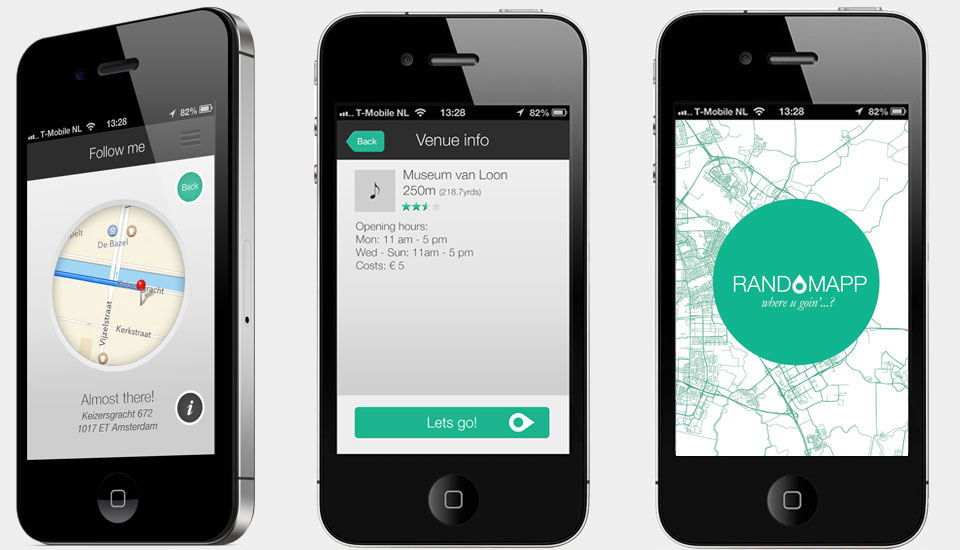 T-Mobile NL 13:28 82%
Follow me
Back
De Bazel
Kerkstraat
Vijzelstraat
Almost there!
i
Keizersgracht 672
1017 ET Amsterdam
T-Mobile NL 13:28 82%
Back
Venue info
Museum van Loon
250m (218.7yrds)
Opening hours:
Mon: 11 am - 5 pm
Wed - Sun: 11am - 5 pm
Costs: € 5
Lets go!
T-Mobile NL 13:28 82%
RANDOMAPP
where u goin'...?